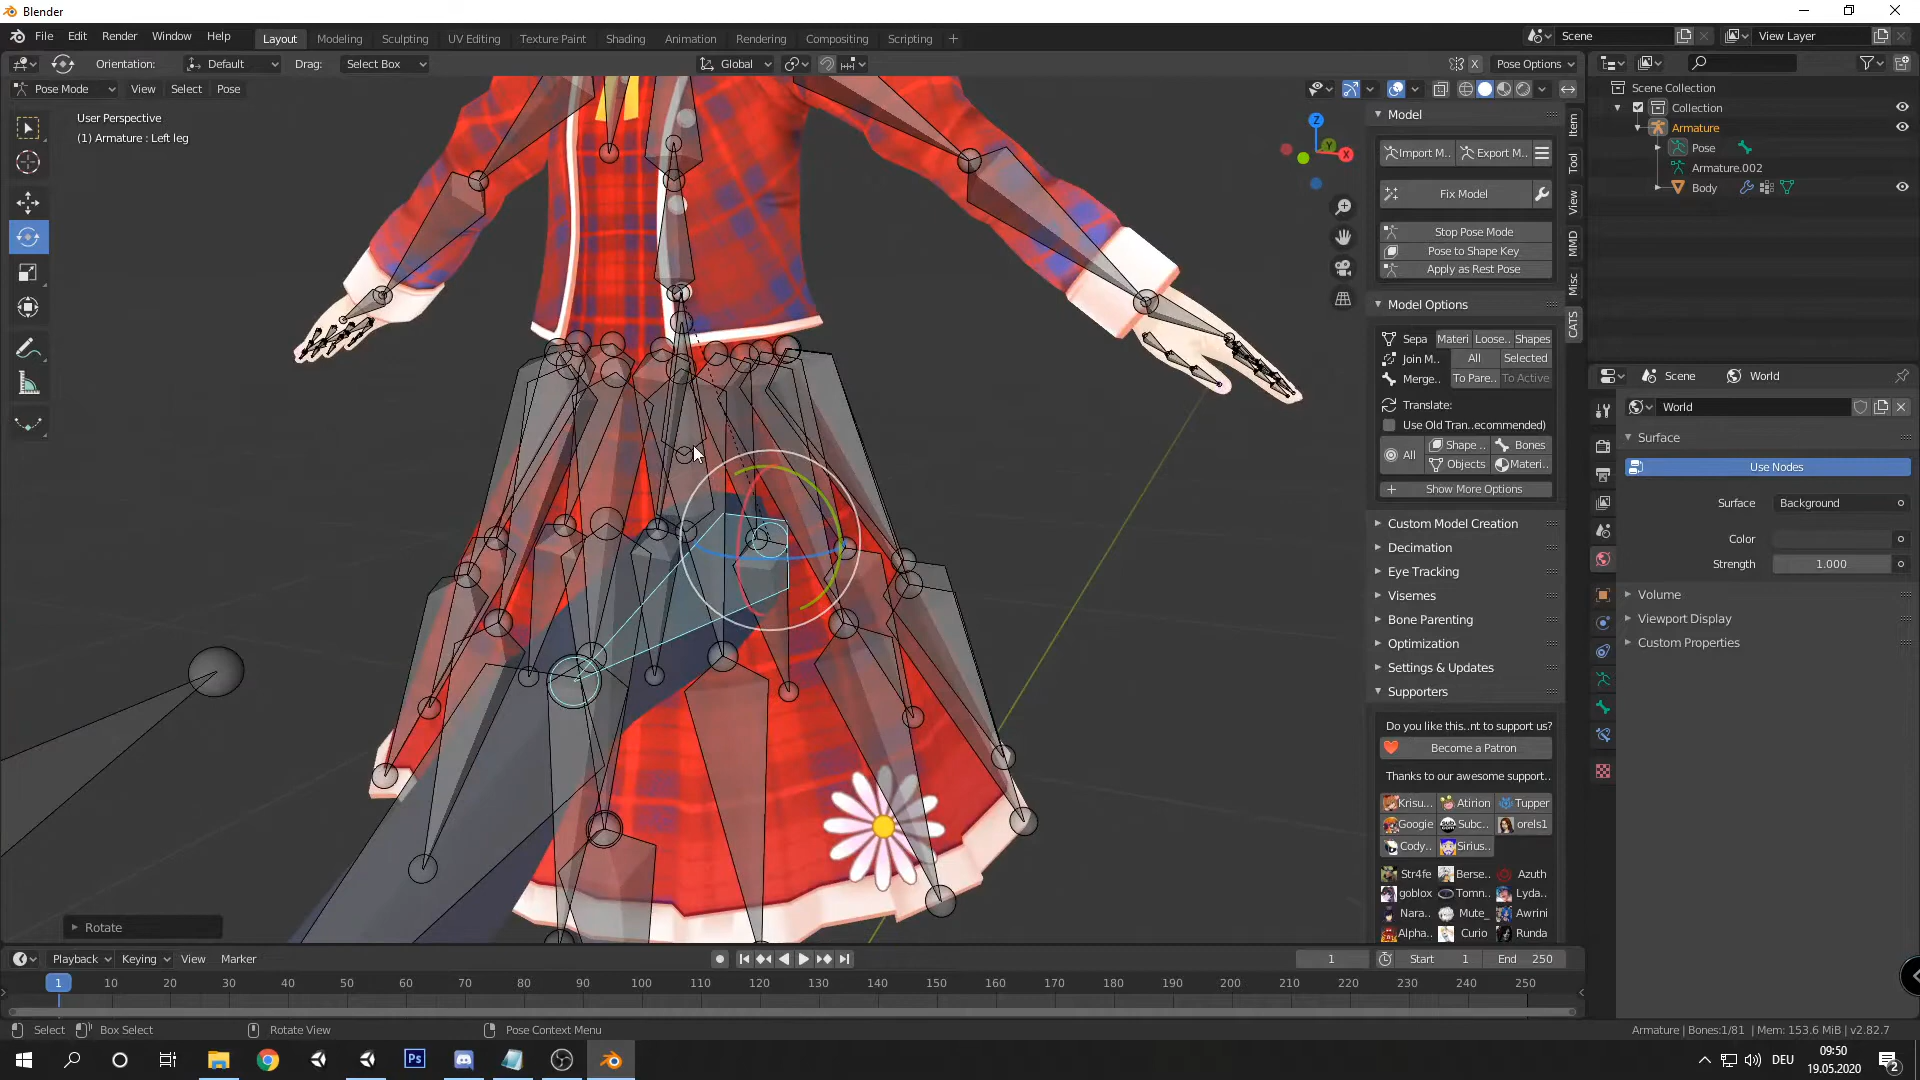 Blender
File Edit Render Window Help
Layout Modeling Sculpting UV Editing Texture Paint Shading Animation Rendering Compositing Scripting +
Scene
View Layer
Orientation: Default Drag: Select Box
Global
X Pose Options
Pose Mode View Select Pose
User Perspective
(1) Armature : Left leg
Z
Y
X
Model
Import M.. Export M..
Fix Model
Stop Pose Mode
Pose to Shape Key
Apply as Rest Pose
Model Options
Sepa Materi Loose.. Shapes
Join M.. All Selected
Merge.. To Pare.. To Active
Translate:
Use Old Tran..ecommended)
All Shape .. Bones
Objects Materi..
Show More Options
Custom Model Creation
Decimation
Eye Tracking
Visemes
Bone Parenting
Optimization
Settings & Updates
Supporters
Do you like this..nt to support us?
Become a Patron
Thanks to our awesome support..
Krisu... Atirion Tupper
Googie Subc.. orels1
Cody.. Sirius..
Str4fe Berse.. Azuth
goblox Tomn.. Lyda..
Nara.. Mute_ Awrini
Alpha.. Curio Runda
Item
Tool
View
MMD
Misc
CATS
Scene Collection
Collection
Armature
Pose
Armature.002
Body
Scene World
World
Surface
Use Nodes
Surface Background
Color
Strength 1.000
Volume
Viewport Display
Custom Properties
Rotate
Playback Keying View Marker
1 Start 1 End 250
1 10 20 30 40 50 60 70 80 90 100 110 120 130 140 150 160 170 180 190 200 210 220 230 240 250
Select Box Select Rotate View Pose Context Menu
Armature | Bones:1/81 | Mem: 153.6 MiB | v2.82.7
Ps
DEU
09:50
19.05.2020
2